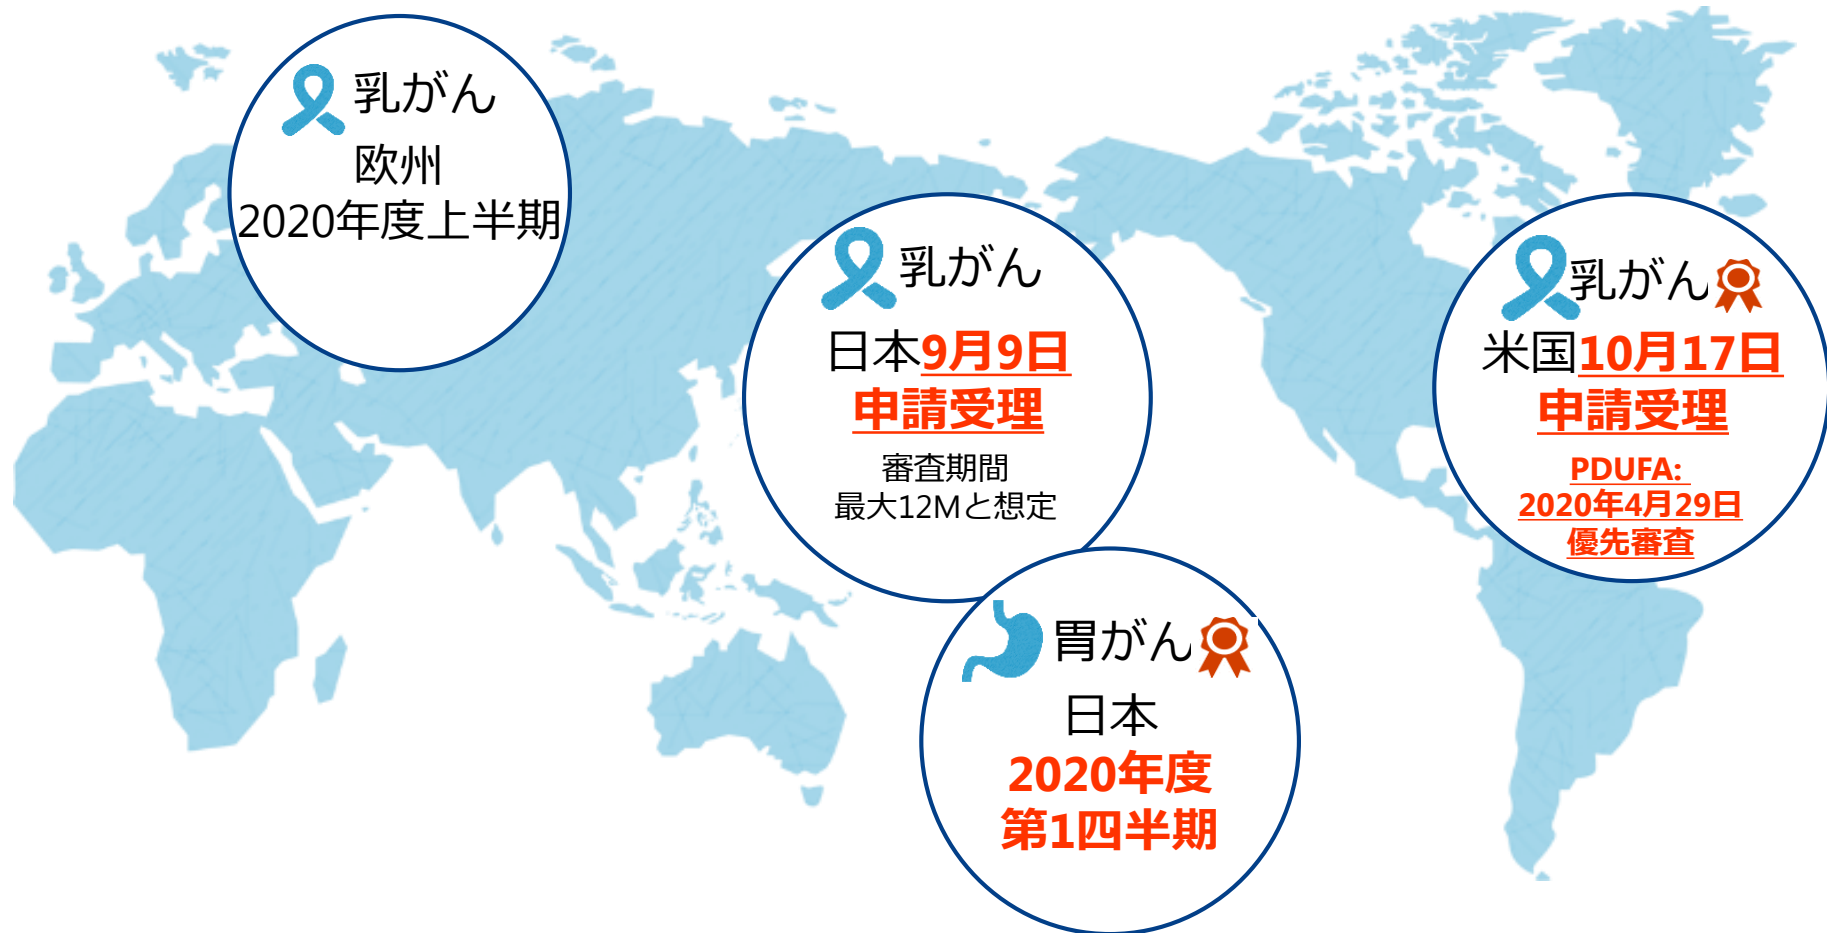 乳がん
欧州
2020年度上半期
乳がん
日本9月9日
申請受理
審査期間
最大12Mと想定
乳がん
米国10月17日
申請受理
PDUFA:
2020年4月29日
優先審査
胃がん
日本
2020年度
第1四半期